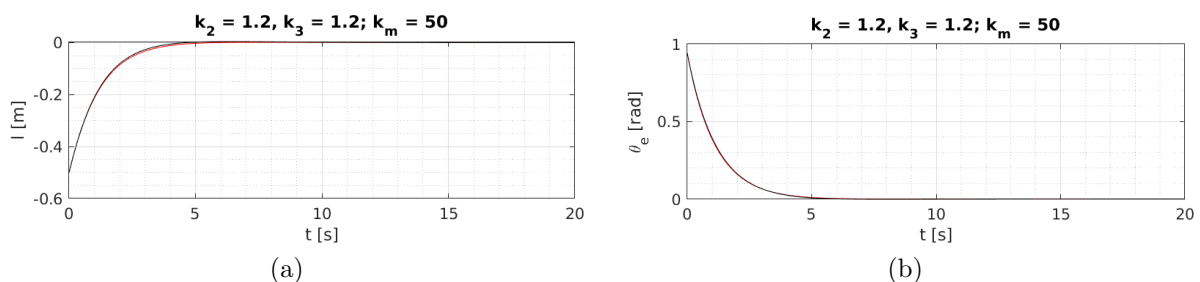 k2 = 1.2, k3 = 1.2; km = 50
0
-0.2
-0.4
-0.6
l [m]
0 5 10 15 20
t [s]
(a)
k2 = 1.2, k3 = 1.2; km = 50
1
0.5
0
θe [rad]
0 5 10 15 20
t [s]
(b)